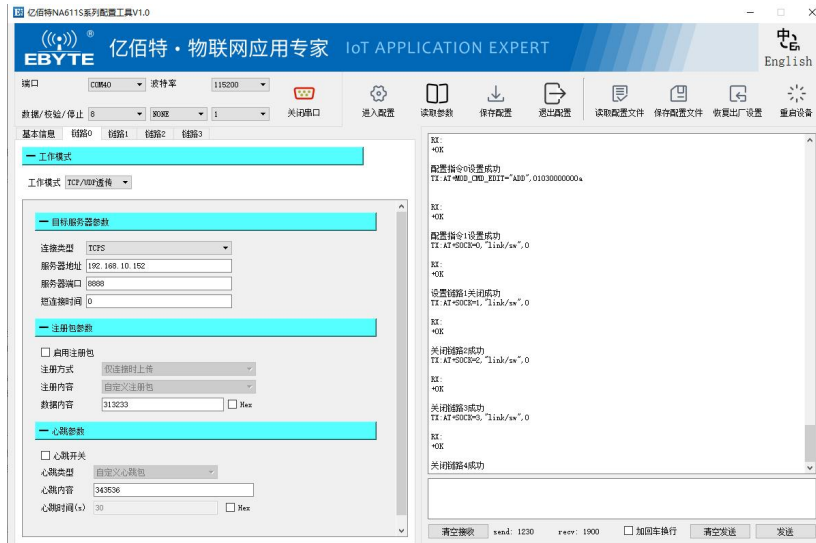 亿佰特NA611S系列配置工具V1.0
EBYTE ®
亿佰特·物联网应用专家 IoT APPLICATION EXPERT
中 En
English
端口 COM40 波特率 115200
数据/校验/停止 8 NONE 1
关闭串口 进入配置 读取参数 保存配置 退出配置 读取配置文件 保存配置文件 恢复出厂设置 重启设备
基本信息 链路0 链路1 链路2 链路3
工作模式
工作模式 TCP/UDP透传
目标服务器参数
连接类型 TCPS
服务器地址 192.168.10.152
服务器端口 8888
短连接时间 0
注册包参数
启用注册包
注册方式 仅连接时上传
注册内容 自定义注册包
数据内容 313233 Hex
心跳参数
心跳开关
心跳类型 自定义心跳包
心跳内容 343536
心跳时间(s) 30 Hex
RX:
+OK
配置指令0设置成功
TX:AT+MOD_CMD_EDIT="ADD",01030000000a
RX:
+OK
配置指令1设置成功
TX:AT+SOCK=0,"link/sw",0
RX:
+OK
设置链路1关闭成功
TX:AT+SOCK=1,"link/sw",0
RX:
+OK
关闭链路2成功
TX:AT+SOCK=2,"link/sw",0
RX:
+OK
关闭链路3成功
TX:AT+SOCK=3,"link/sw",0
RX:
+OK
关闭链路4成功
清空接收 send: 1230 recv: 1900 加回车换行 清空发送 发送